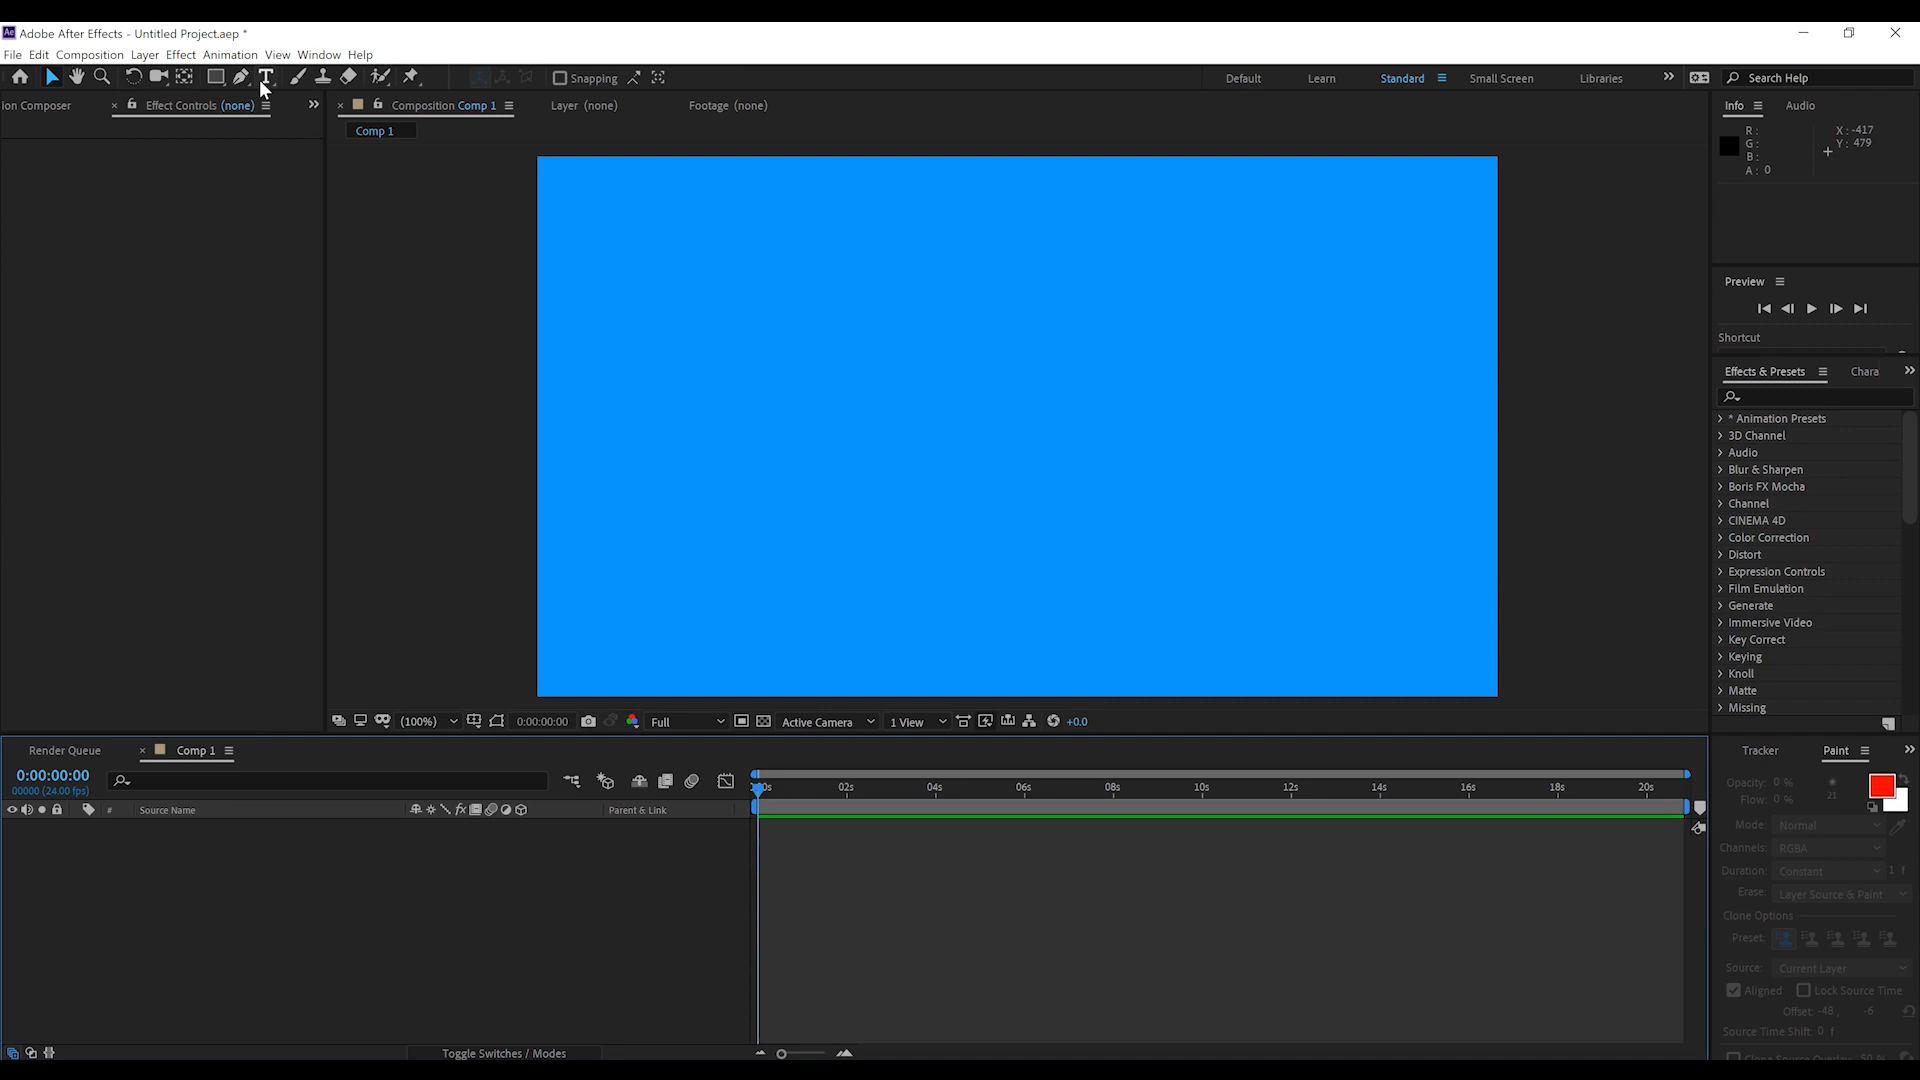 Ae Adobe After Effects - Untitled Project.aep *
File Edit Composition Layer Effect Animation View Window Help
T Snapping Default Learn Standard Small Screen Libraries Search Help
ion Composer Effect Controls (none) Composition Comp 1 Layer (none) Footage (none) Info Audio
Comp 1
R: X: -417
G: Y: 479
B:
A: 0
Preview
Shortcut
Effects & Presets Chara
* Animation Presets
3D Channel
Audio
Blur & Sharpen
Boris FX Mocha
Channel
CINEMA 4D
Color Correction
Distort
Expression Controls
Film Emulation
Generate
Immersive Video
Key Correct
Keying
Knoll
Matte
Missing
(100%) 0:00:00:00 Full Active Camera 1 View +0.0
Render Queue Comp 1 Tracker Paint
0:00:00:00
00000 (24.00 fps)
02s 04s 06s 08s 10s 12s 14s 16s 18s 20s
# Source Name fx Parent & Link
Opacity: 0 %
Flow: 0 % 21
Mode: Normal
Channels: RGBA
Duration: Constant 1 f
Erase: Layer Source & Paint
Clone Options
Preset:
Source: Current Layer
Aligned Lock Source Time
Offset: -48 , -6
Source Time Shift: 0 f
Toggle Switches / Modes
Clone Source Overlay: 50 %